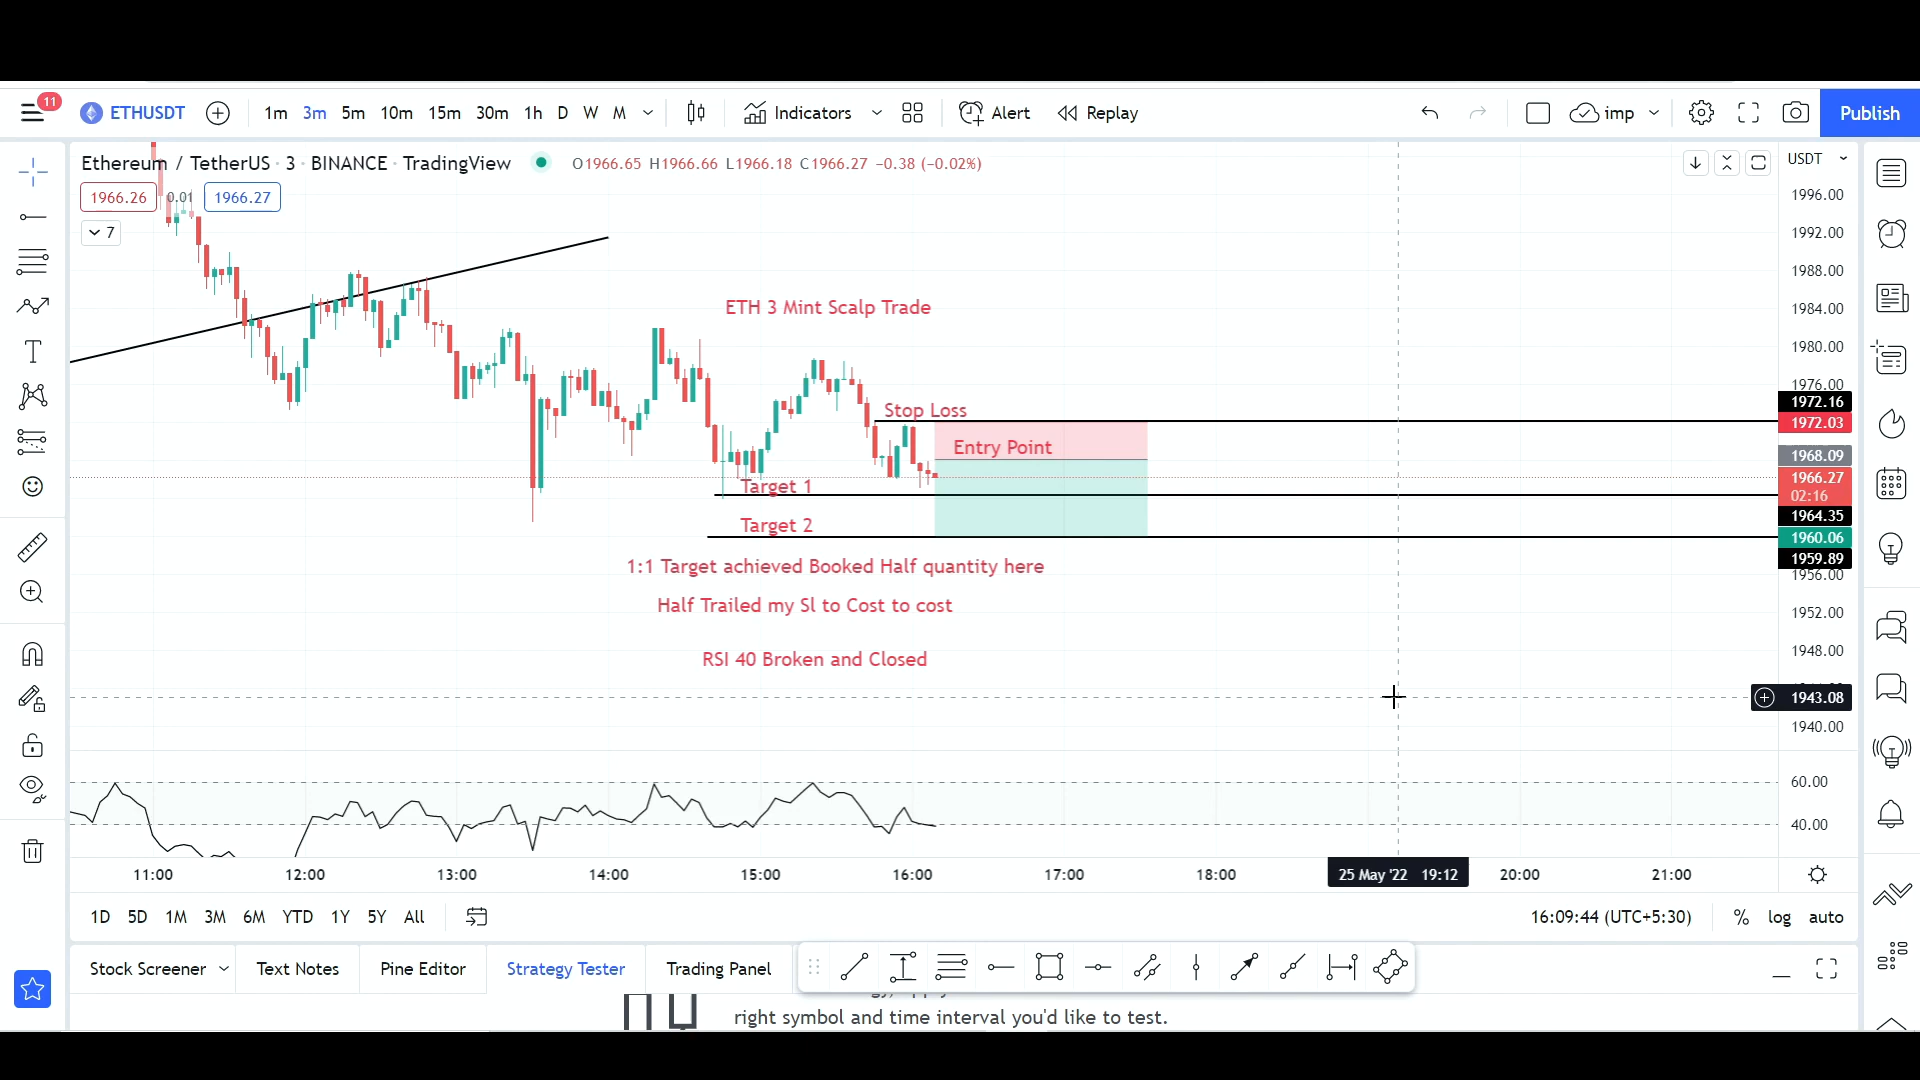 11
ETHUSDT 1m 3m 5m 10m 15m 30m 1h D W M Indicators Alert Replay imp Publish
Ethereum / TetherUS · 3 · BINANCE · TradingView O1966.65 H1966.66 L1966.18 C1966.27 −0.38 (−0.02%) USDT
1966.26 0.01 1966.27
7
1996.00
1992.00
1988.00
ETH 3 Mint Scalp Trade
1984.00
1980.00
1976.00
Stop Loss
1972.16
1972.03
Entry Point
1968.09
1966.27
02:16
Target 1
1964.35
Target 2
1960.06
1959.89
1:1 Target achieved Booked Half quantity here
1956.00
Half Trailed my Sl to Cost to cost
1952.00
RSI 40 Broken and Closed
1948.00
1943.08
1940.00
60.00
40.00
11:00 12:00 13:00 14:00 15:00 16:00 17:00 18:00 25 May '22 19:12 20:00 21:00
1D 5D 1M 3M 6M YTD 1Y 5Y All 16:09:44 (UTC+5:30) % log auto
Stock Screener Text Notes Pine Editor Strategy Tester Trading Panel
right symbol and time interval you'd like to test.